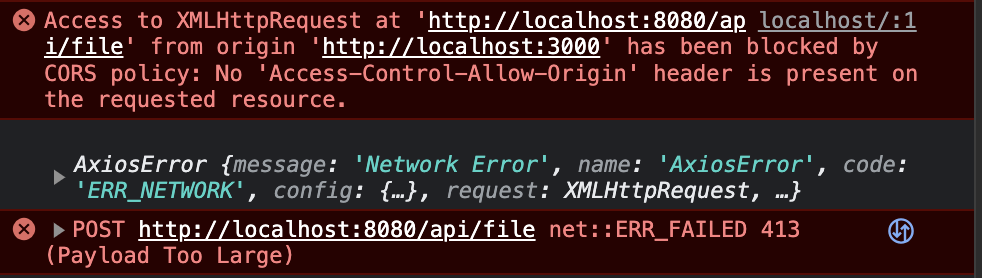 Access to XMLHttpRequest at 'http://localhost:8080/ap localhost/:1
i/file' from origin 'http://localhost:3000' has been blocked by
CORS policy: No 'Access-Control-Allow-Origin' header is present on
the requested resource.
AxiosError {message: 'Network Error', name: 'AxiosError', code:
'ERR_NETWORK', config: {…}, request: XMLHttpRequest, …}
POST http://localhost:8080/api/file net::ERR_FAILED 413
(Payload Too Large)